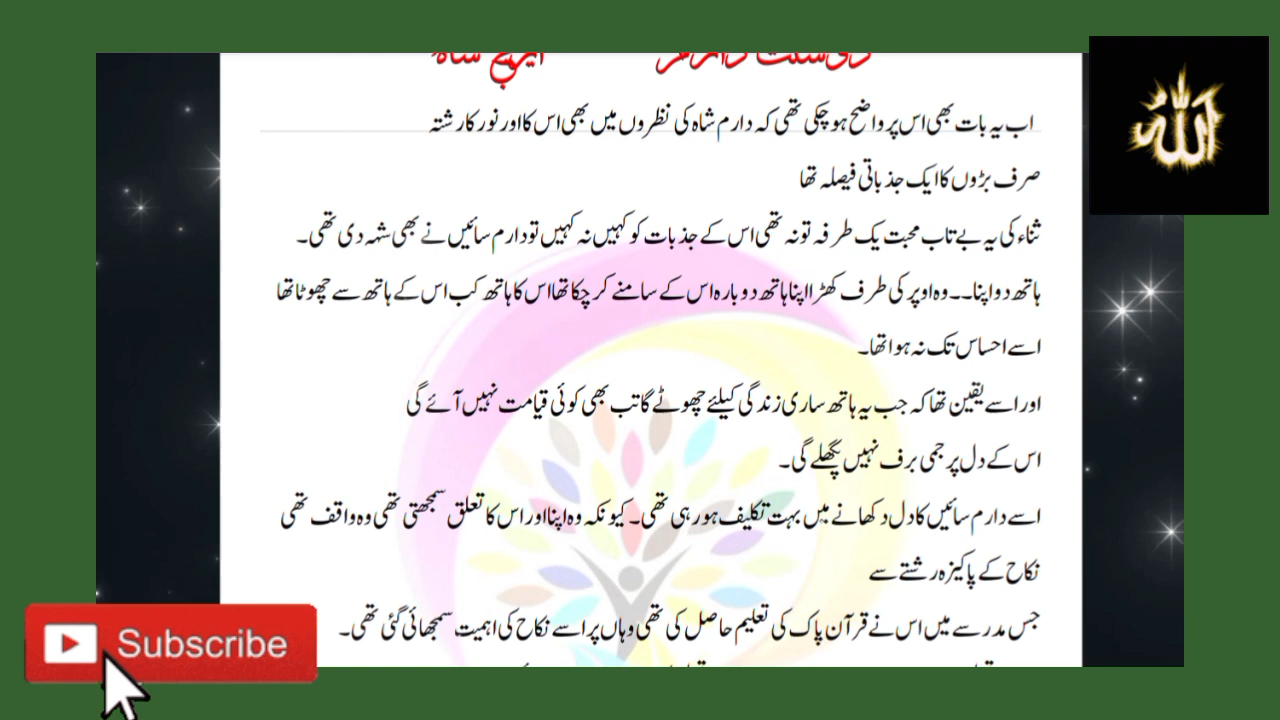 اللہ
اب یہ بات بھی اس پر واضح ہو چکی تھی کہ دارم شاہ کی نظروں میں بھی اس کا اور نور کا رشتہ
صرف بڑوں کا ایک جذباتی فیصلہ تھا
ثناء کی یہ بے تاب محبت یک طرفہ تو نہ تھی اس کے جذبات کو کہیں نہ کہیں تو دارم سائیں نے بھی شہہ دی تھی۔
ہاتھ دو اپنا۔۔ وہ اوپر کی طرف کھڑا اپنا ہاتھ دوبارہ اس کے سامنے کر چکا تھا اس کا ہاتھ کب اس کے ہاتھ سے چھوٹا تھا
اسے احساس تک نہ ہوا تھا۔
اور اسے یقین تھا کہ جب یہ ہاتھ ساری زندگی کیلئے چھوٹے گا تب بھی کوئی قیامت نہیں آئے گی
اس کے دل پر جمی برف نہیں پگھلے گی۔
اسے دارم سائیں کا دل دکھانے میں بہت تکلیف ہو رہی تھی۔ کیونکہ وہ اپنا اور اس کا تعلق سمجھتی تھی وہ واقف تھی
نکاح کے پاکیزہ رشتے سے
جس مدرسے میں اس نے قرآن پاک کی تعلیم حاصل کی تھی وہاں پر اسے نکاح کی اہمیت سمجھائی گئی تھی۔
Subscribe